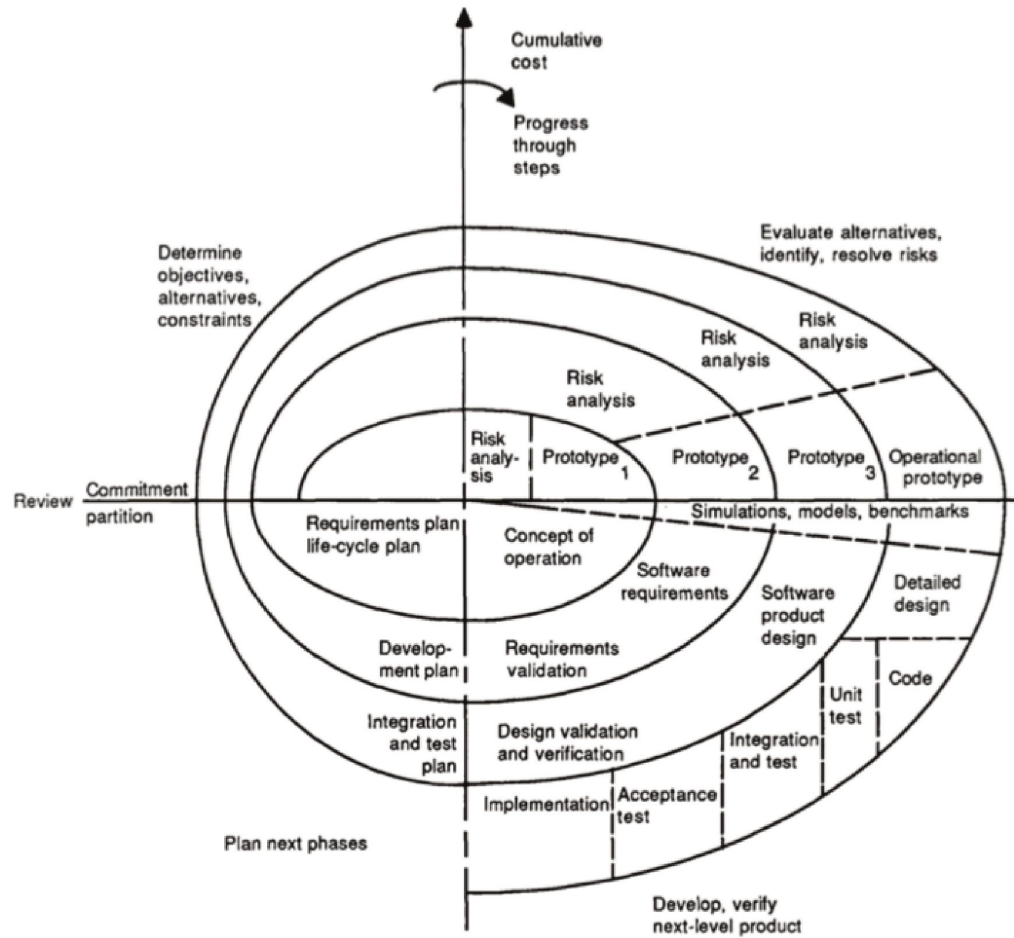 Cumulative
cost
Progress
through
steps
Evaluate alternatives,
identify, resolve risks
Determine
objectives,
alternatives,
constraints
Risk
analysis
Risk
analysis
Risk
analysis
Risk
analy-
sis
Prototype 1
Prototype 2
Prototype 3
Operational
prototype
Review
Commitment
partition
Simulations, models, benchmarks
Requirements plan
life-cycle plan
Concept of
operation
Software
requirements
Software
product
design
Detailed
design
Develop-
ment plan
Requirements
validation
Code
Unit
test
Integration
and test
plan
Design validation
and verification
Integration
and test
Acceptance
test
Implementation
Plan next phases
Develop, verify
next-level product